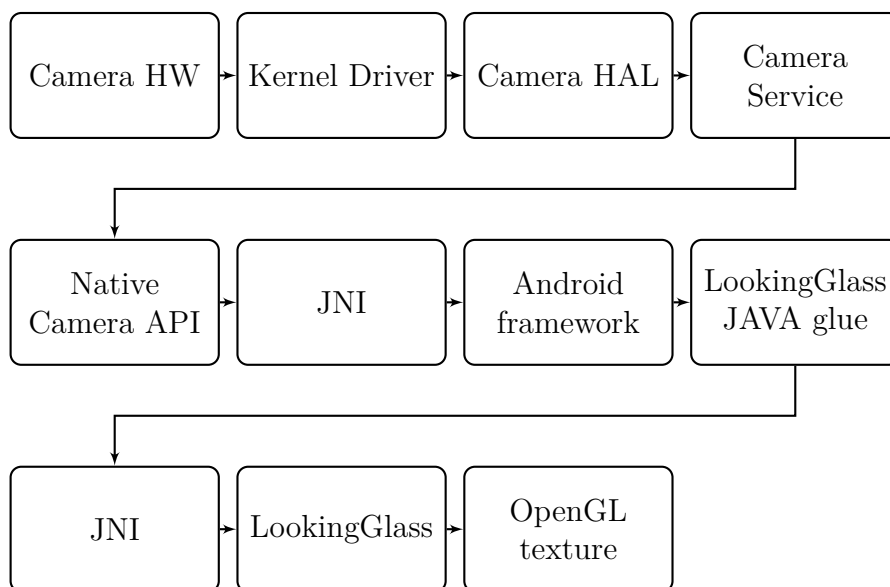 Camera HW
Kernel Driver
Camera HAL
Camera
Service
Native
Camera API
JNI
Android
framework
LookingGlass
JAVA glue
JNI
LookingGlass
OpenGL
texture